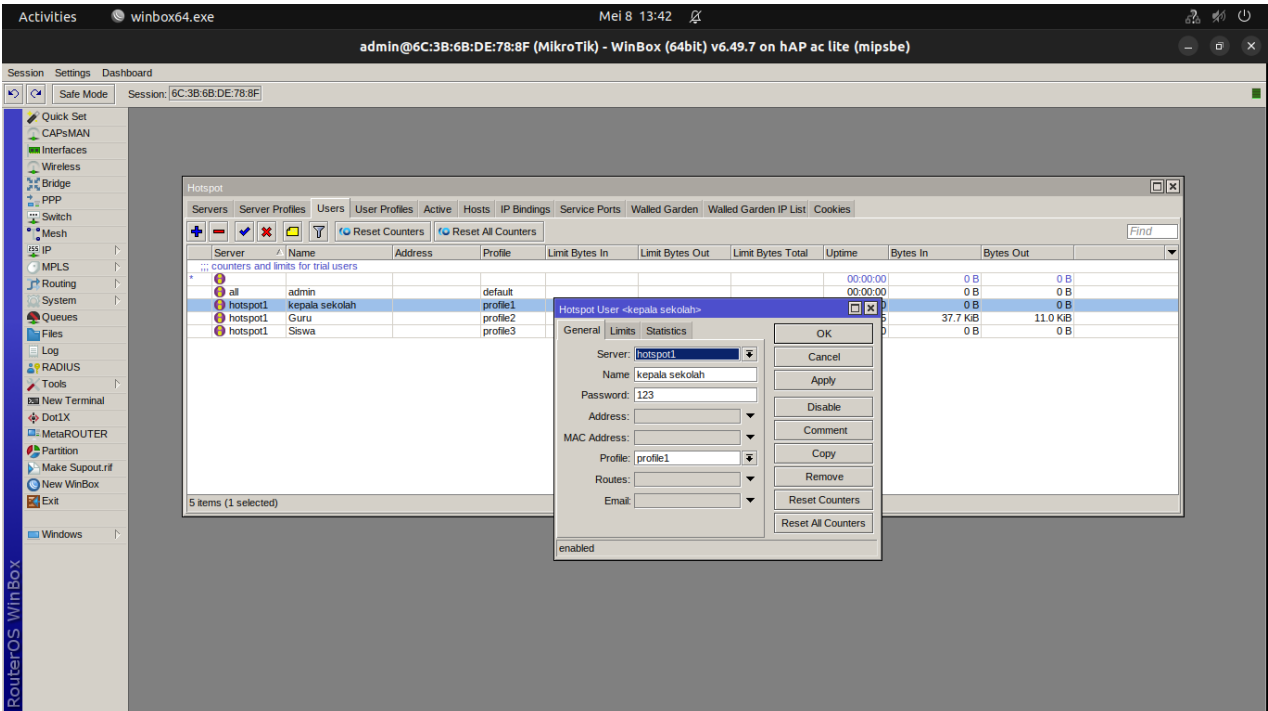 Activities winbox64.exe Mei 8 13:42
admin@6C:3B:6B:DE:78:8F (MikroTik) - WinBox (64bit) v6.49.7 on hAP ac lite (mipsbe)
Session Settings Dashboard
Safe Mode Session: 6C:3B:6B:DE:78:8F
Quick Set
CAPsMAN
Interfaces
Wireless
Bridge
PPP
Switch
Mesh
IP
MPLS
Routing
System
Queues
Files
Log
RADIUS
Tools
New Terminal
Dot1X
MetaROUTER
Partition
Make Supout.rif
New WinBox
Exit
Windows
RouterOS WinBox
Hotspot
Servers Server Profiles Users User Profiles Active Hosts IP Bindings Service Ports Walled Garden Walled Garden IP List Cookies
Reset Counters Reset All Counters Find
Server Name Address Profile Limit Bytes In Limit Bytes Out Limit Bytes Total Uptime Bytes In Bytes Out
;;; counters and limits for trial users
* 00:00:00 0 B 0 B
all admin default 00:00:00 0 B 0 B
hotspot1 kepala sekolah profile1 0 B 0 B
hotspot1 Guru profile2 37.7 KiB 11.0 KiB
hotspot1 Siswa profile3 0 B 0 B
5 items (1 selected)
Hotspot User <kepala sekolah>
General Limits Statistics
Server: hotspot1
Name kepala sekolah
Password: 123
Address:
MAC Address:
Profile: profile1
Routes:
Email:
OK
Cancel
Apply
Disable
Comment
Copy
Remove
Reset Counters
Reset All Counters
enabled